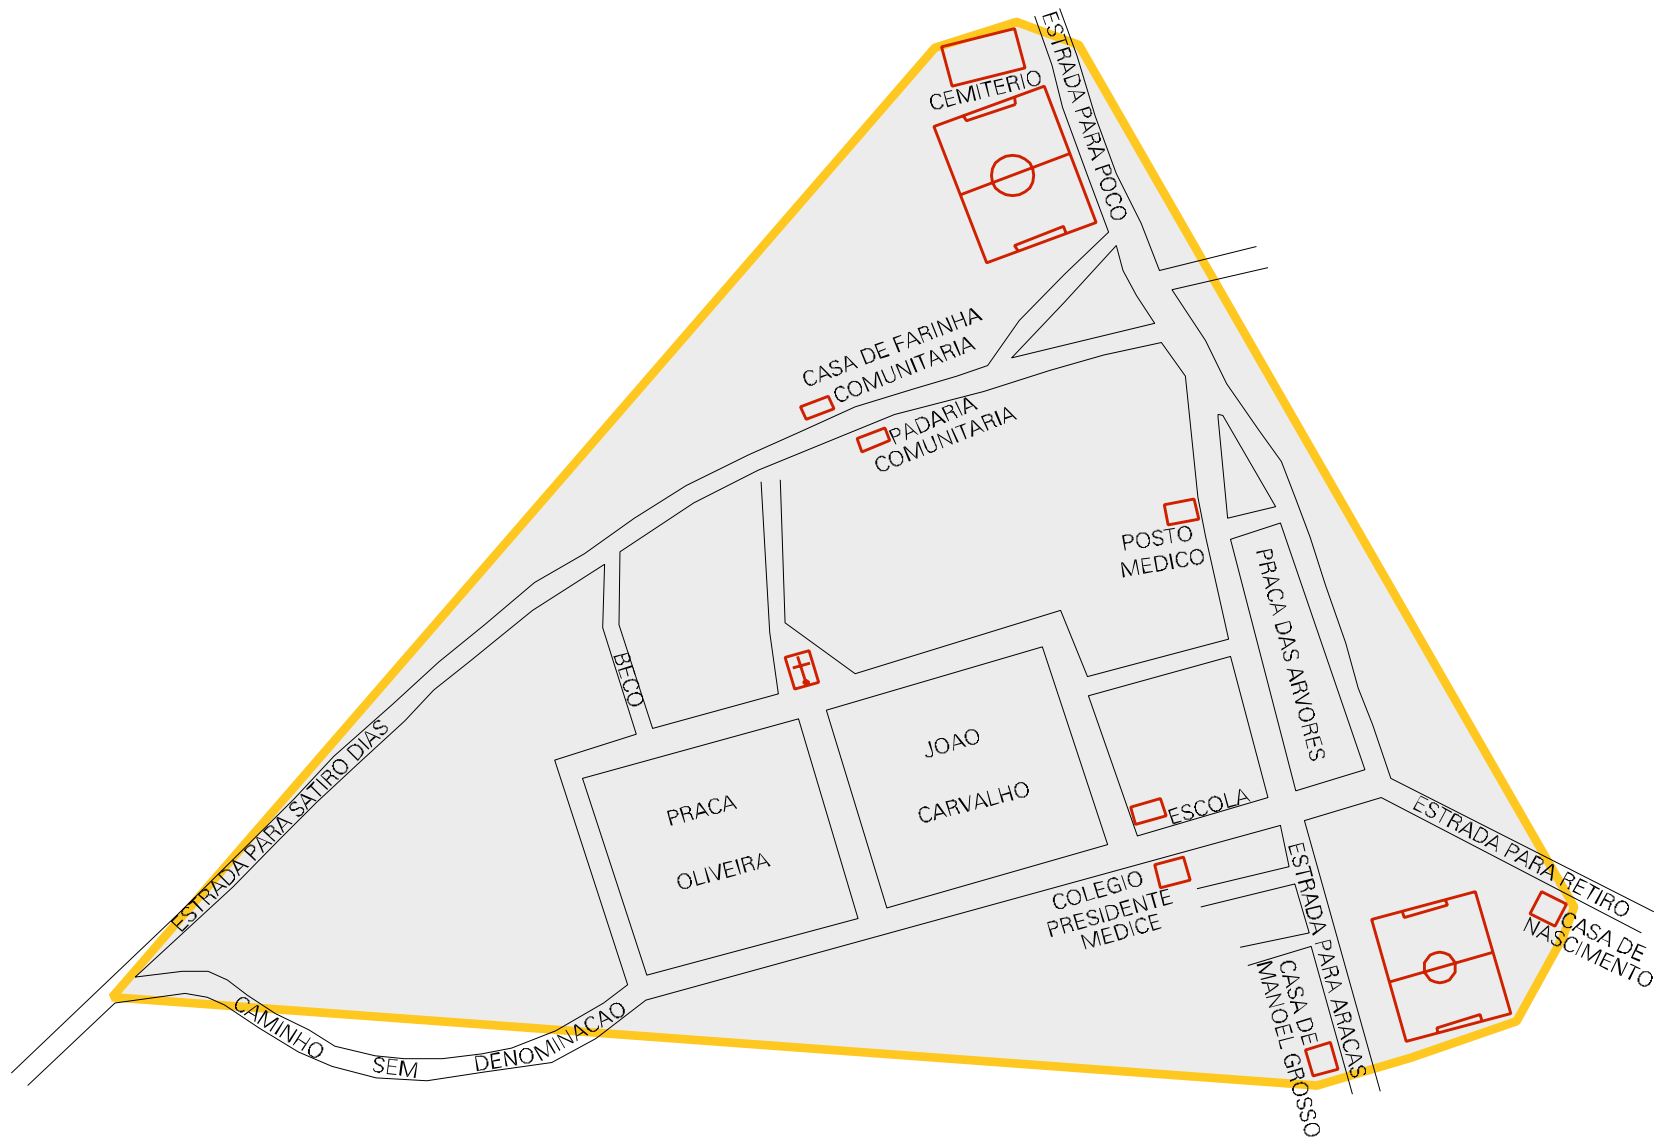 ESTRADA PARA POCO
CEMITERIO
CASA DE FARINHA
COMUNITARIA
PADARIA
COMUNITARIA
POSTO
MEDICO
PRACA DAS ARVORES
BECO
ESTRADA PARA SATIRO DIAS
JOAO
CARVALHO
PRACA
OLIVEIRA
ESCOLA
ESTRADA PARA RETIRO
COLEGIO
PRESIDENTE
MEDICE
ESTRADA PARA ARACAS
CASA DE
NASCIMENTO
CASA DE
MANOEL GROSSO
CAMINHO SEM DENOMINACAO